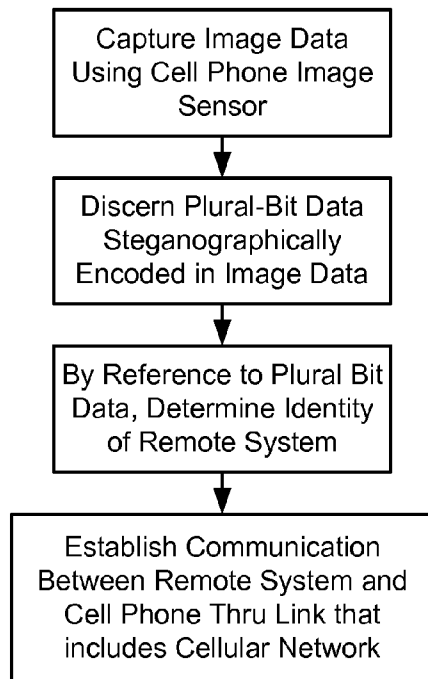 Capture Image Data
Using Cell Phone Image
Sensor
Discern Plural-Bit Data
Steganographically
Encoded in Image Data
By Reference to Plural Bit
Data, Determine Identity
of Remote System
Establish Communication
Between Remote System and
Cell Phone Thru Link that
includes Cellular Network